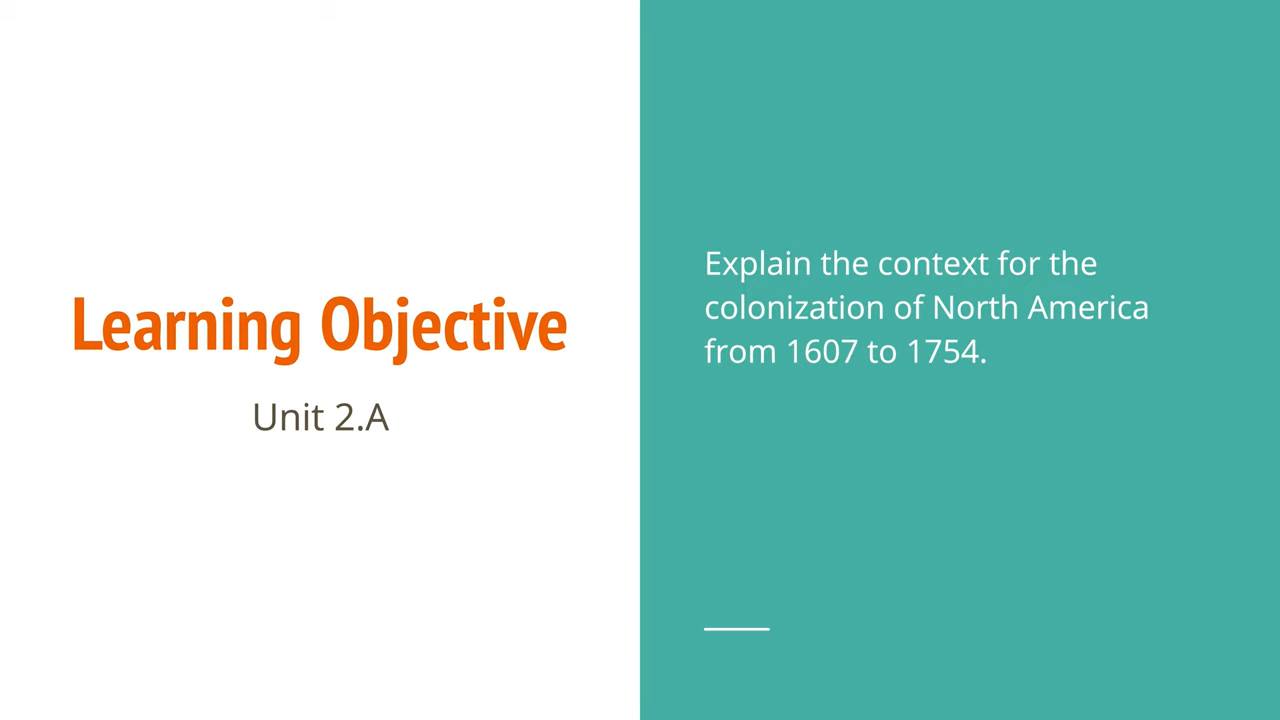 Learning Objective
Unit 2.A
Explain the context for the
colonization of North America
from 1607 to 1754.